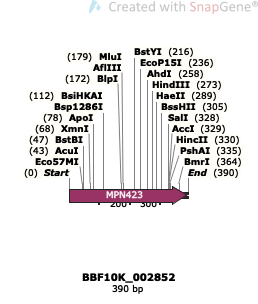 Created with SnapGene®
(179) MluI
AflIII
(172) BlpI
(112) BsiHKAI
Bsp1286I
(78) ApoI
(68) XmnI
(47) BstBI
(43) AcuI
Eco57MI
(0) Start
BstYI (216)
EcoP15I (236)
AhdI (258)
HindIII (273)
HaeII (289)
BssHII (305)
SalI (328)
AccI (329)
HincII (330)
PshAI (335)
BmrI (364)
End (390)
MPN423
200
300
BBF10K_002852
390 bp